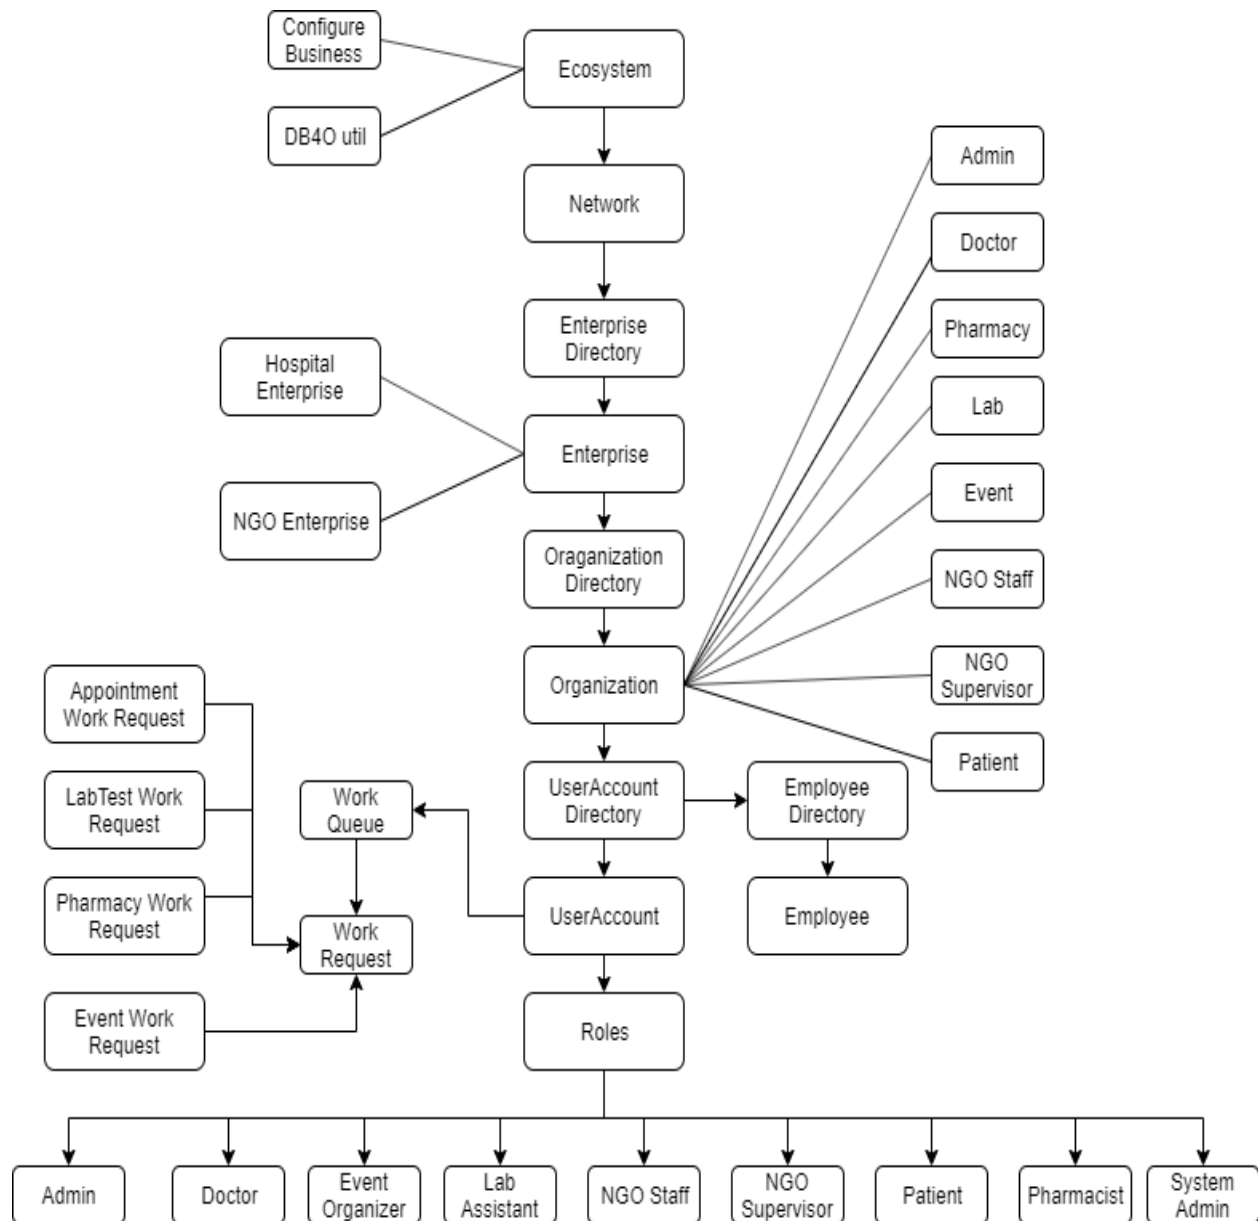 Configure
Business
Ecosystem
DB4O util
Admin
Network
Doctor
Enterprise
Directory
Pharmacy
Hospital
Enterprise
Lab
Enterprise
Event
NGO Enterprise
Oraganization
Directory
NGO Staff
Organization
NGO
Supervisor
Appointment
Work Request
Patient
UserAccount
Directory
Employee
Directory
LabTest Work
Request
Work
Queue
Pharmacy Work
Request
UserAccount
Employee
Work
Request
Event Work
Request
Roles
Admin
Doctor
Event
Organizer
Lab
Assistant
NGO Staff
NGO
Supervisor
Patient
Pharmacist
System
Admin